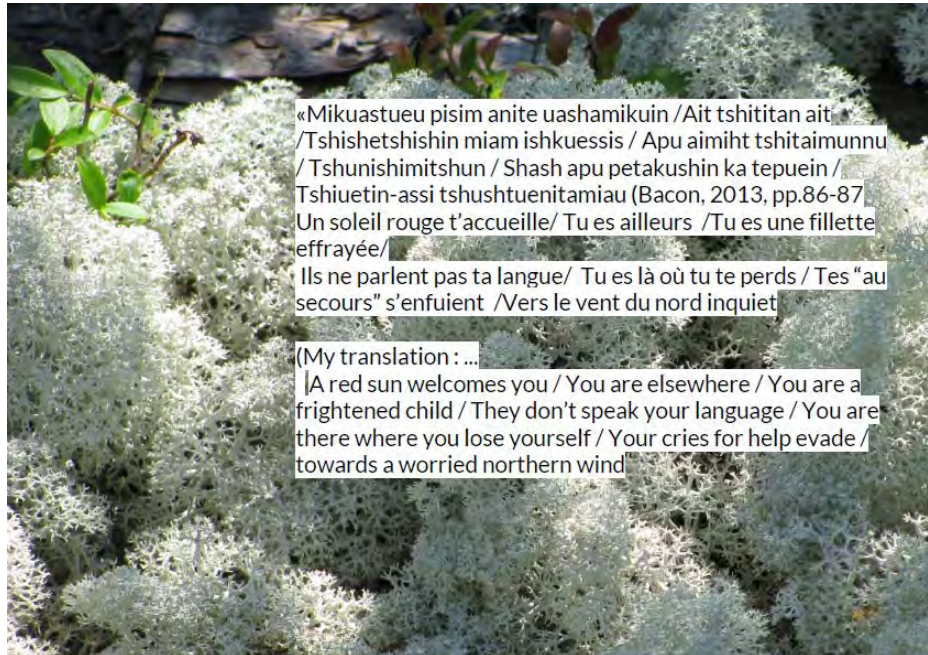 «Mikuastueu pisim anite uashamikuin /Ait tshititan ait
/Tshishetshishin miam ishkuessis / Apu aimiht tshitaimunnu
/ Tshunishimitshun / Shash apu petakushin ka tepuein /
Tshiuetin-assi tshushtuenitamiau (Bacon, 2013, pp.86-87
Un soleil rouge t’accueille/ Tu es ailleurs /Tu es une fillette
effrayée/
Ils ne parlent pas ta langue/ Tu es là où tu te perds / Tes “au
secours” s’enfuient /Vers le vent du nord inquiet
(My translation : ...
A red sun welcomes you / You are elsewhere / You are a
frightened child / They don’t speak your language / You are
there where you lose yourself / Your cries for help evade /
towards a worried northern wind